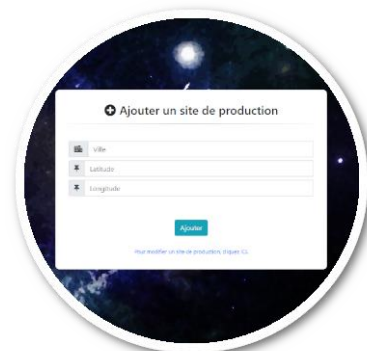 Ajouter un site de production
Ville
Latitude
Longitude
Ajouter
Pour modifier un site de production, cliquez ici